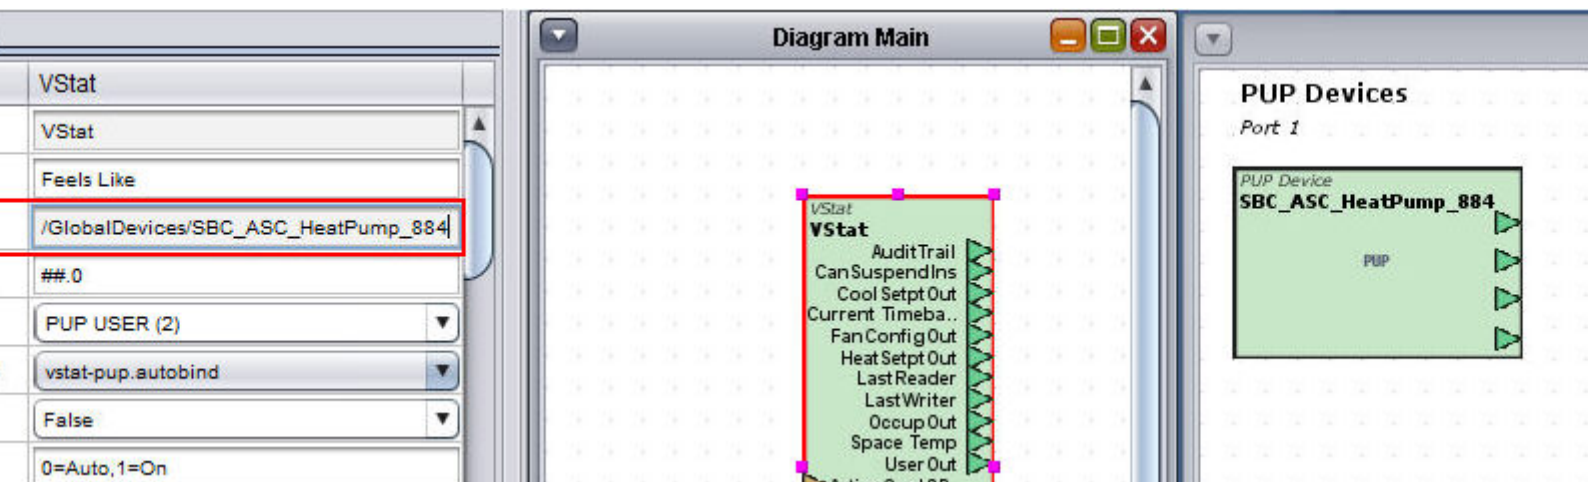 VStat
VStat
Feels Like
/GlobalDevices/SBC_ASC_HeatPump_884
##.0
PUP USER (2)
vstat-pup.autobind
False
0=Auto,1=On
Diagram Main
VStat
VStat
AuditTrail
CanSuspendIns
Cool Setpt Out
Current Timeba..
FanConfigOut
HeatSetpt Out
LastReader
LastWriter
OccupOut
Space Temp
User Out
PUP Devices
Port 1
PUP Device
SBC_ASC_HeatPump_884
PUP